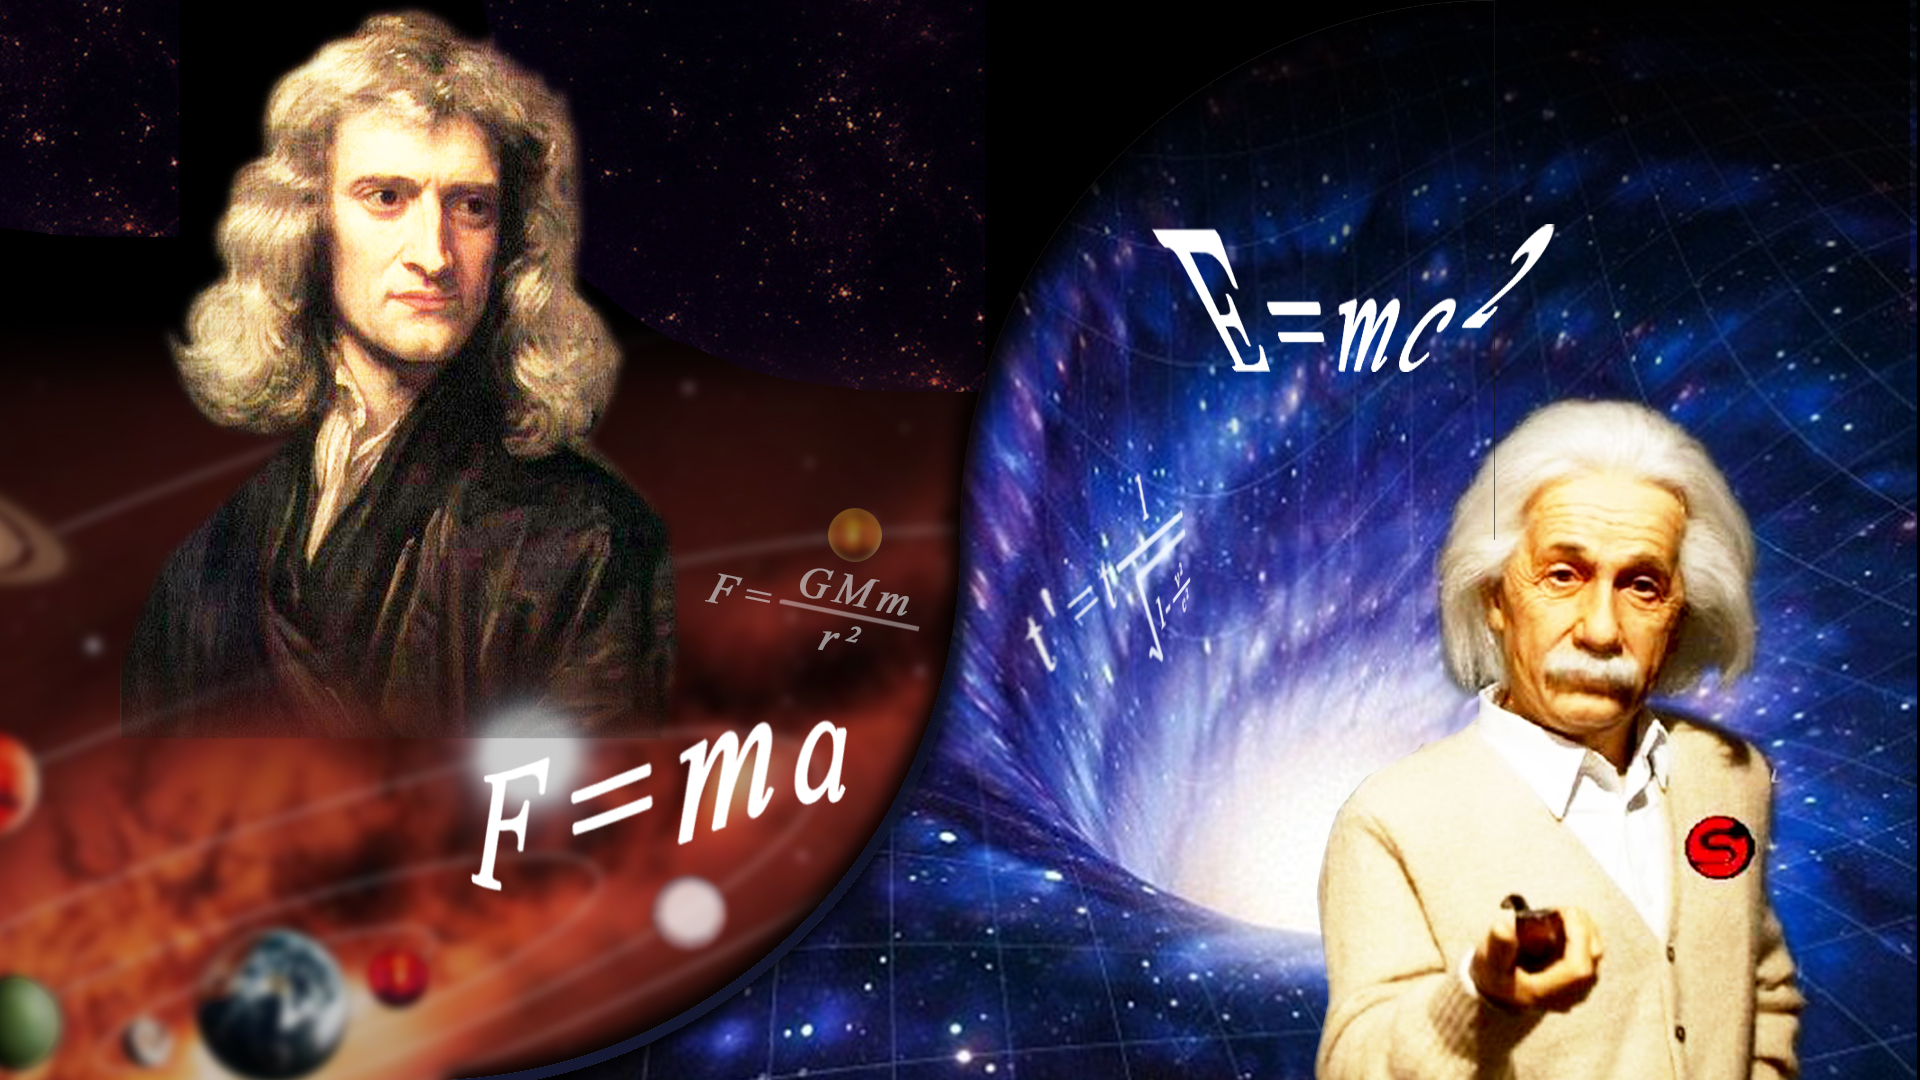 E=mc²
t'=t 1/√1-v²/c²
F=GMm/r²
F=ma
S